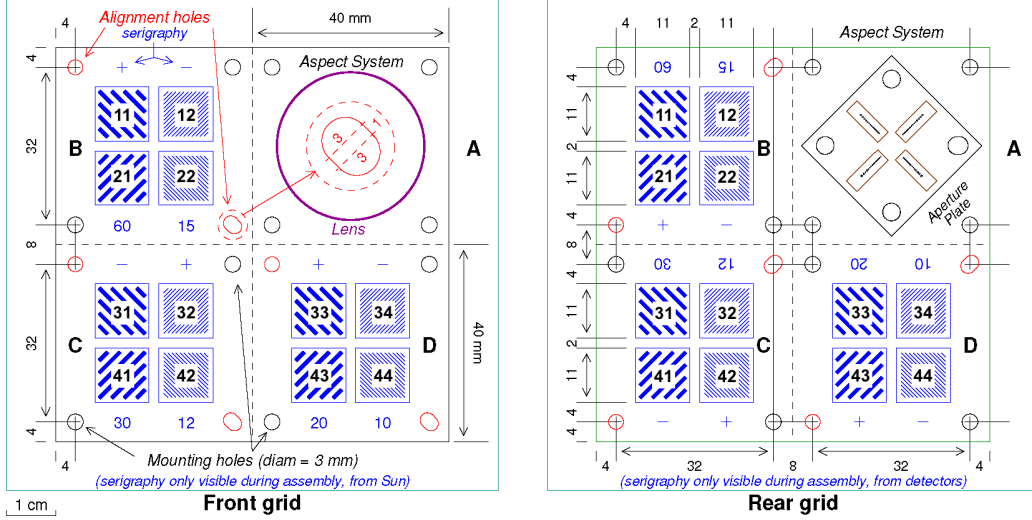 4
Alignment holes
serigraphy
40 mm
4
+ −
Aspect System
11 12
B
A
32
21 22
3
1
3
60 15
Lens
8
− +
+ −
31 32
33 34
C
D
32
40 mm
41 42
43 44
30 12
20 10
4
Mounting holes (diam = 3 mm)
4
(serigraphy only visible during assembly, from Sun)
1 cm
Front grid
4 11 2 11
Aspect System
4
60 15
11
11 12
B
A
2
11
21 22
Aperture
Plate
4
+ −
8
4
30 12
20 10
11
31 32
33 34
2
C
D
11
41 42
43 44
4
− +
+ −
4 32 8 32 4
(serigraphy only visible during assembly, from detectors)
Rear grid